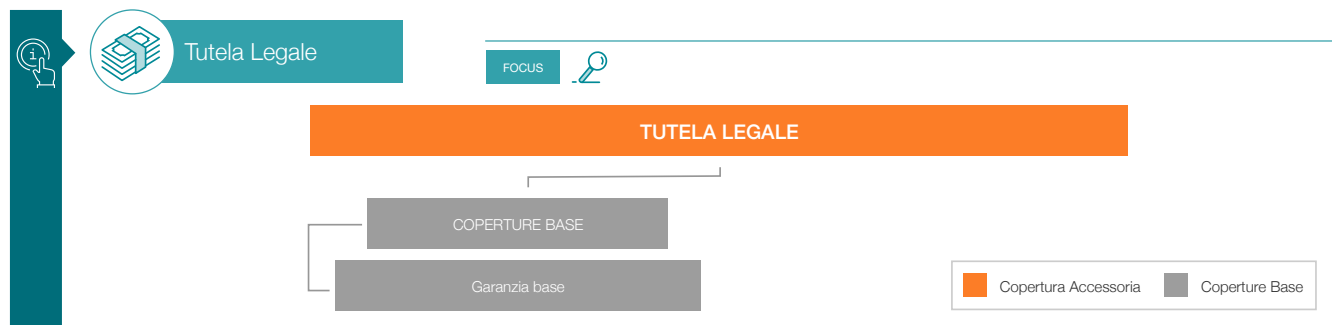 Tutela Legale
FOCUS
TUTELA LEGALE
COPERTURE BASE
Garanzia base
Copertura Accessoria
Coperture Base